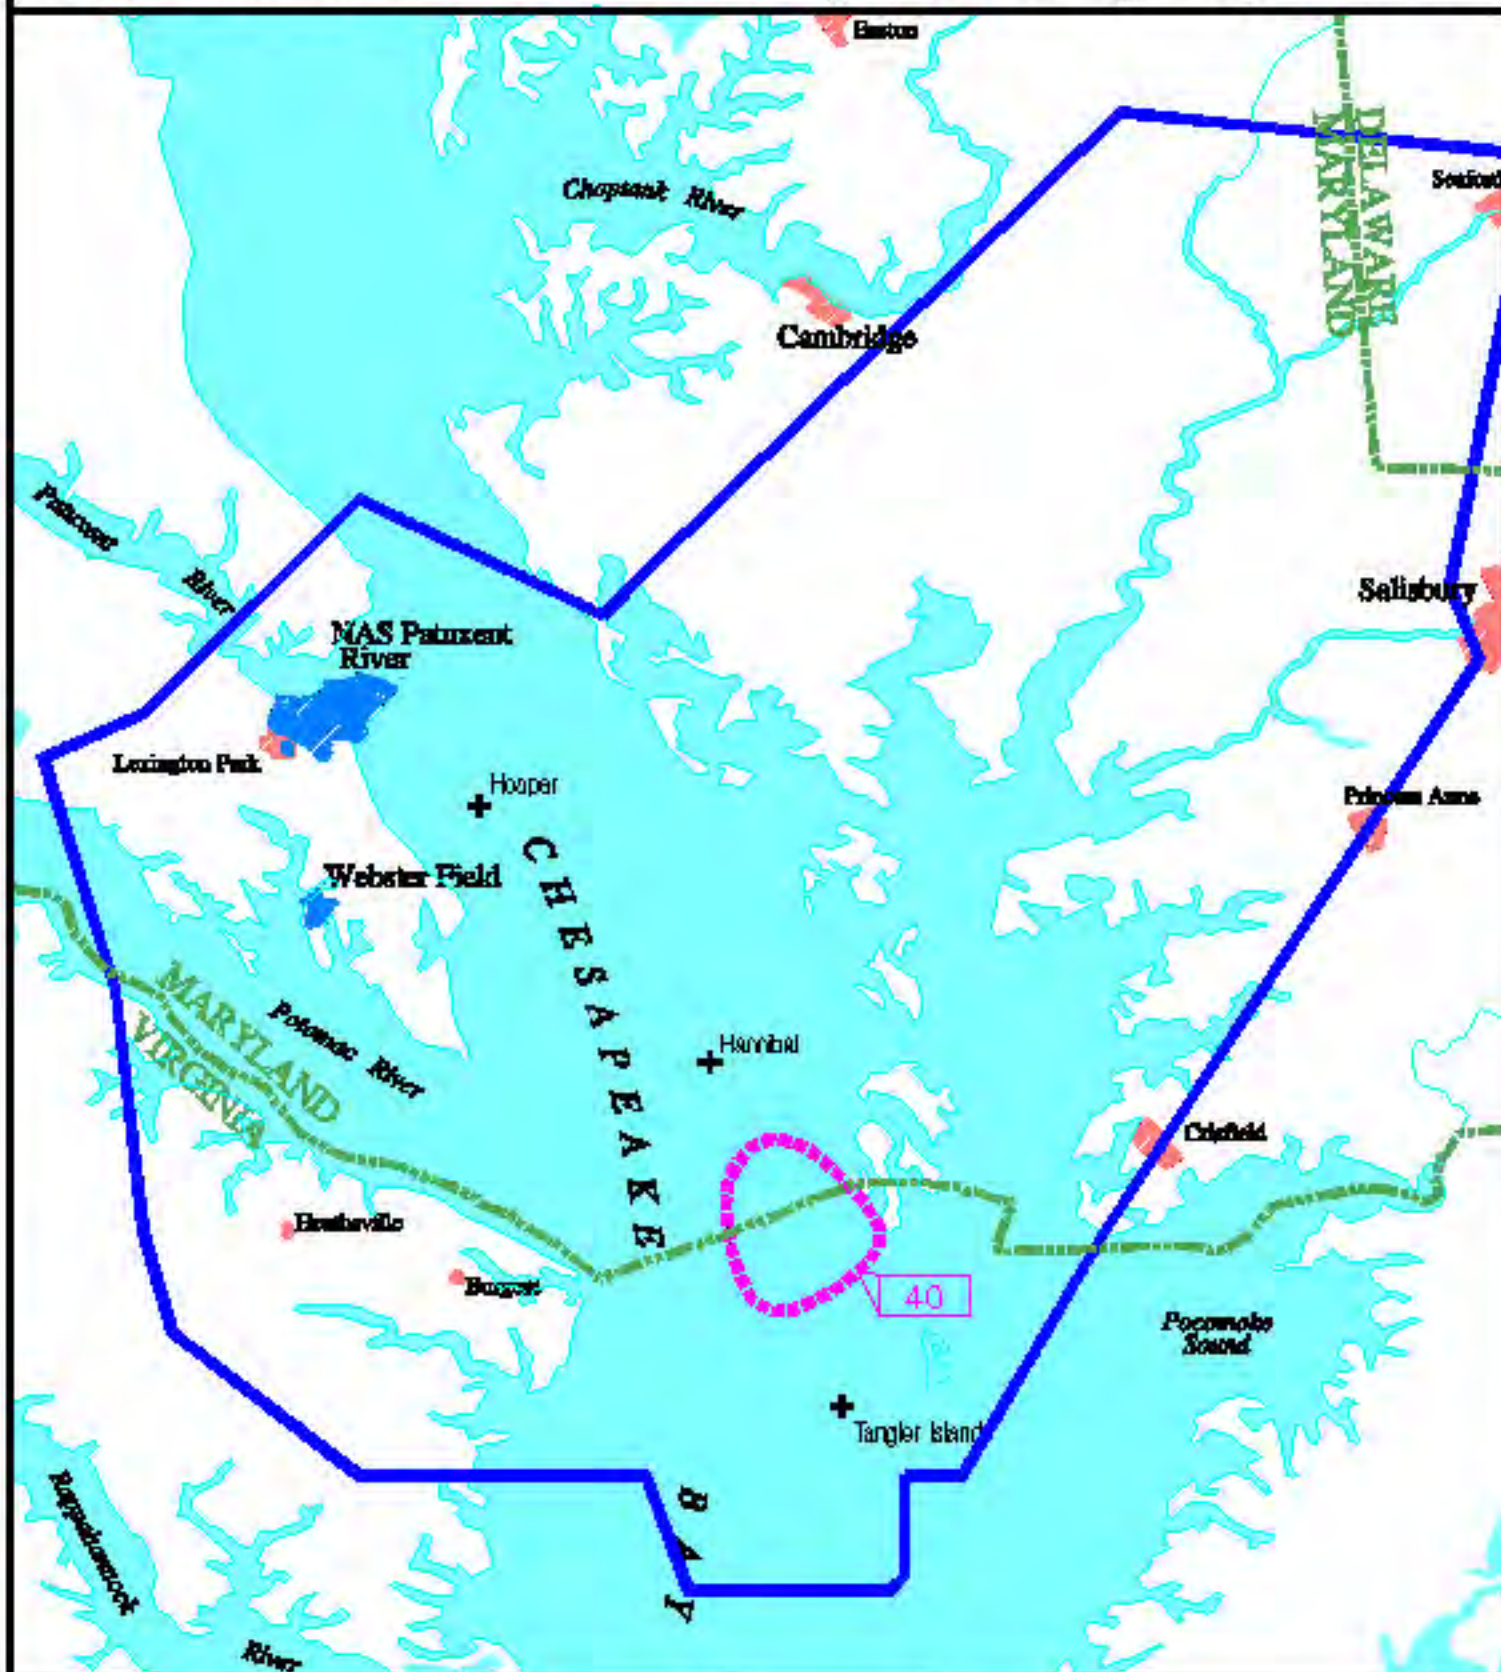 Easton
Choptank River
DELAWARE
MARYLAND
Seaford
Cambridge
Patuxent
River
Salisbury
NAS Patuxent
River
Lexington Park
Hooper
Princess Anne
Webster Field
CHESAPEAKE
MARYLAND
VIRGINIA
Potomac River
Hannibal
Crisfield
Heathsville
Burgess
40
Pocomoke
Sound
Tangier Island
BAY
Rappahannock
River